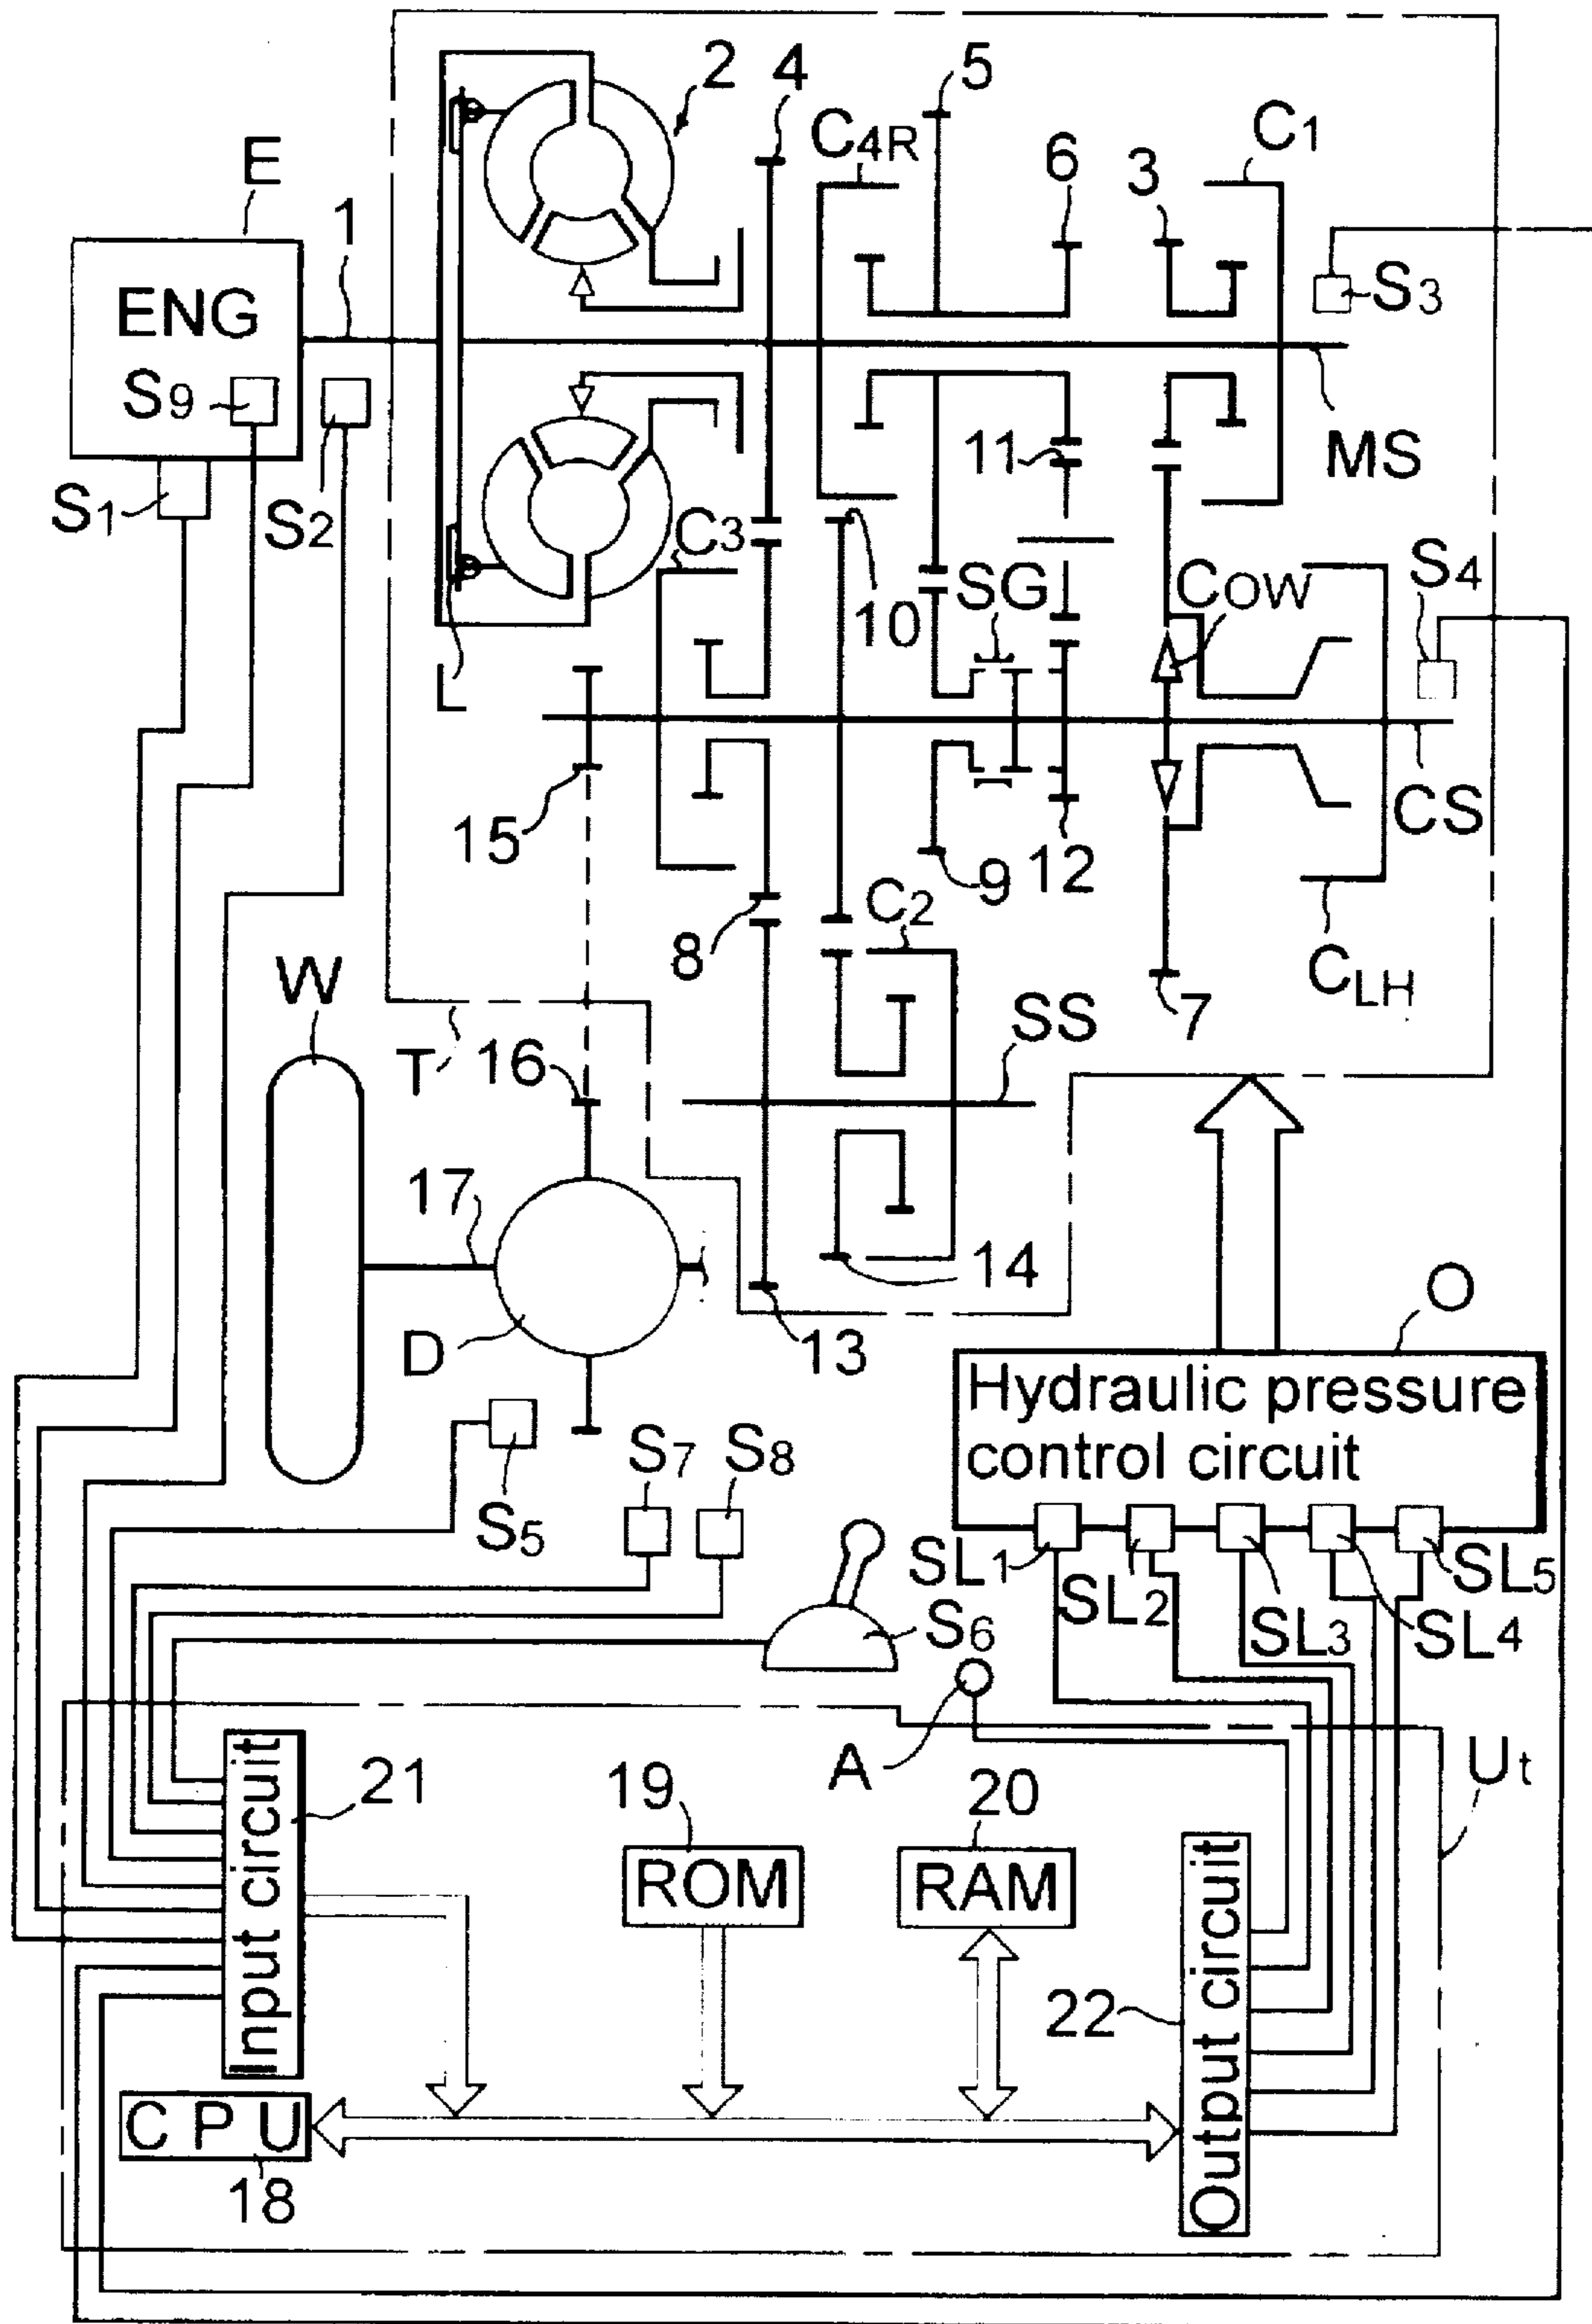 2
4
5
C4R
6
3
C1
E
1
ENG
S9
S3
MS
11
S1
S2
C3
10
SG
COW
S4
L
15
9
12
CS
8
C2
CLH
7
W
T
16
SS
17
14
D
13
O
Hydraulic pressure
control circuit
S7
S8
S5
SL1
SL2
SL3
SL4
SL5
S6
A
Ut
Input circuit
21
19
ROM
20
RAM
22
Output circuit
CPU
18